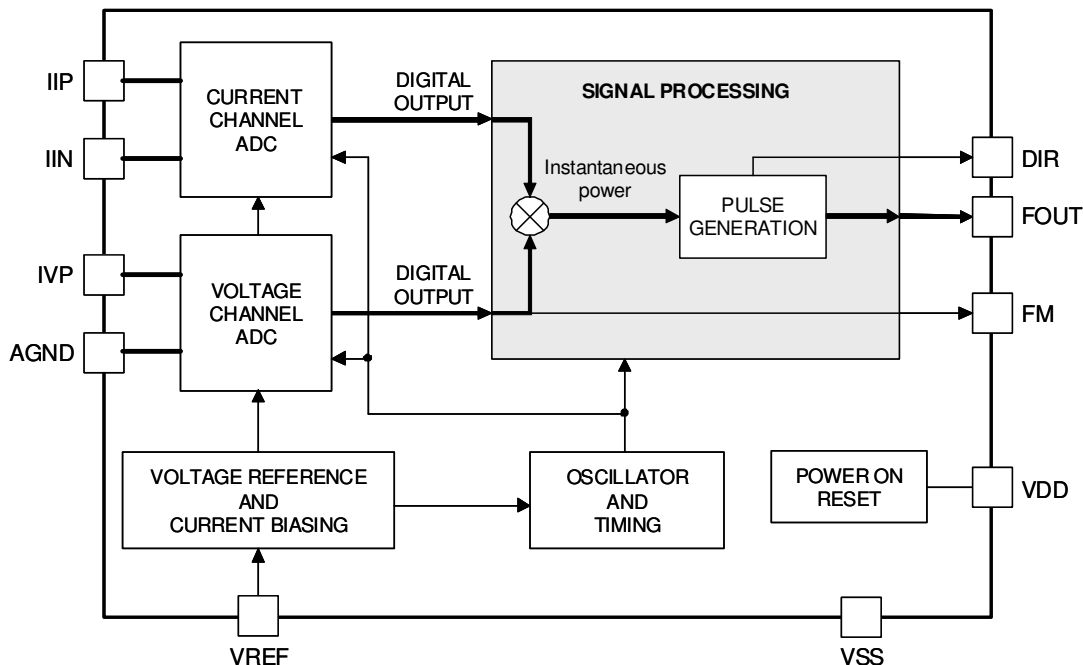 IIP
IIN
IVP
AGND
CURRENT
CHANNEL
ADC
VOLTAGE
CHANNEL
ADC
DIGITAL
OUTPUT
DIGITAL
OUTPUT
SIGNAL PROCESSING
Instantaneous
power
PULSE
GENERATION
DIR
FOUT
FM
VDD
VOLTAGE REFERENCE
AND
CURRENT BIASING
OSCILLATOR
AND
TIMING
POWER ON
RESET
VREF
VSS